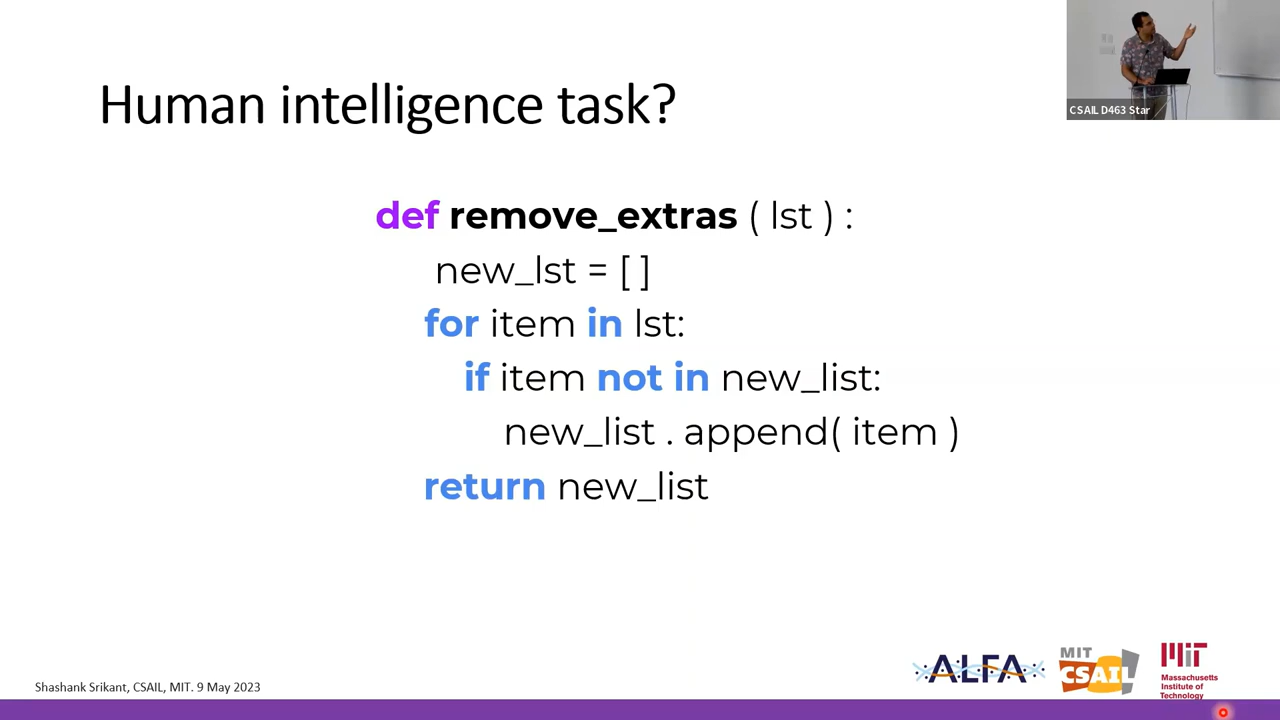 CSAIL D463 Star
Human intelligence task?
def remove_extras ( lst ) :
new_lst = [ ]
for item in lst:
if item not in new_list:
new_list . append( item )
return new_list
Shashank Srikant, CSAIL, MIT. 9 May 2023
ALFA
MIT
CSAIL
MIT
Massachusetts
Institute of
Technology